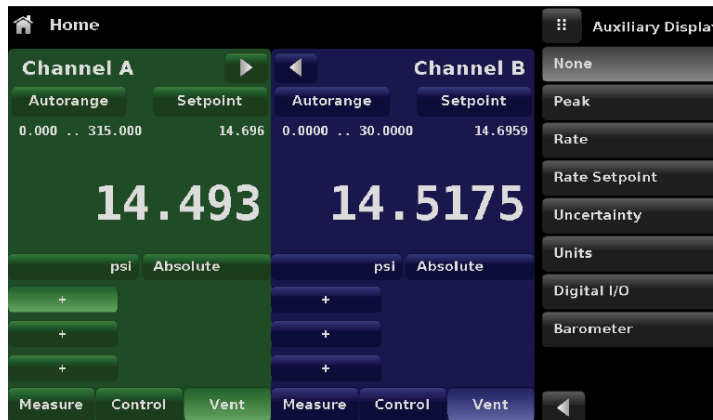 Home
Channel A
Autorange Setpoint
0.000 .. 315.000 14.696
14.493
psi Absolute
+
+
+
Measure Control Vent
Channel B
Autorange Setpoint
0.0000 .. 30.0000 14.6959
14.5175
psi Absolute
+
+
+
Measure Control Vent
Auxiliary Displa
None
Peak
Rate
Rate Setpoint
Uncertainty
Units
Digital I/O
Barometer